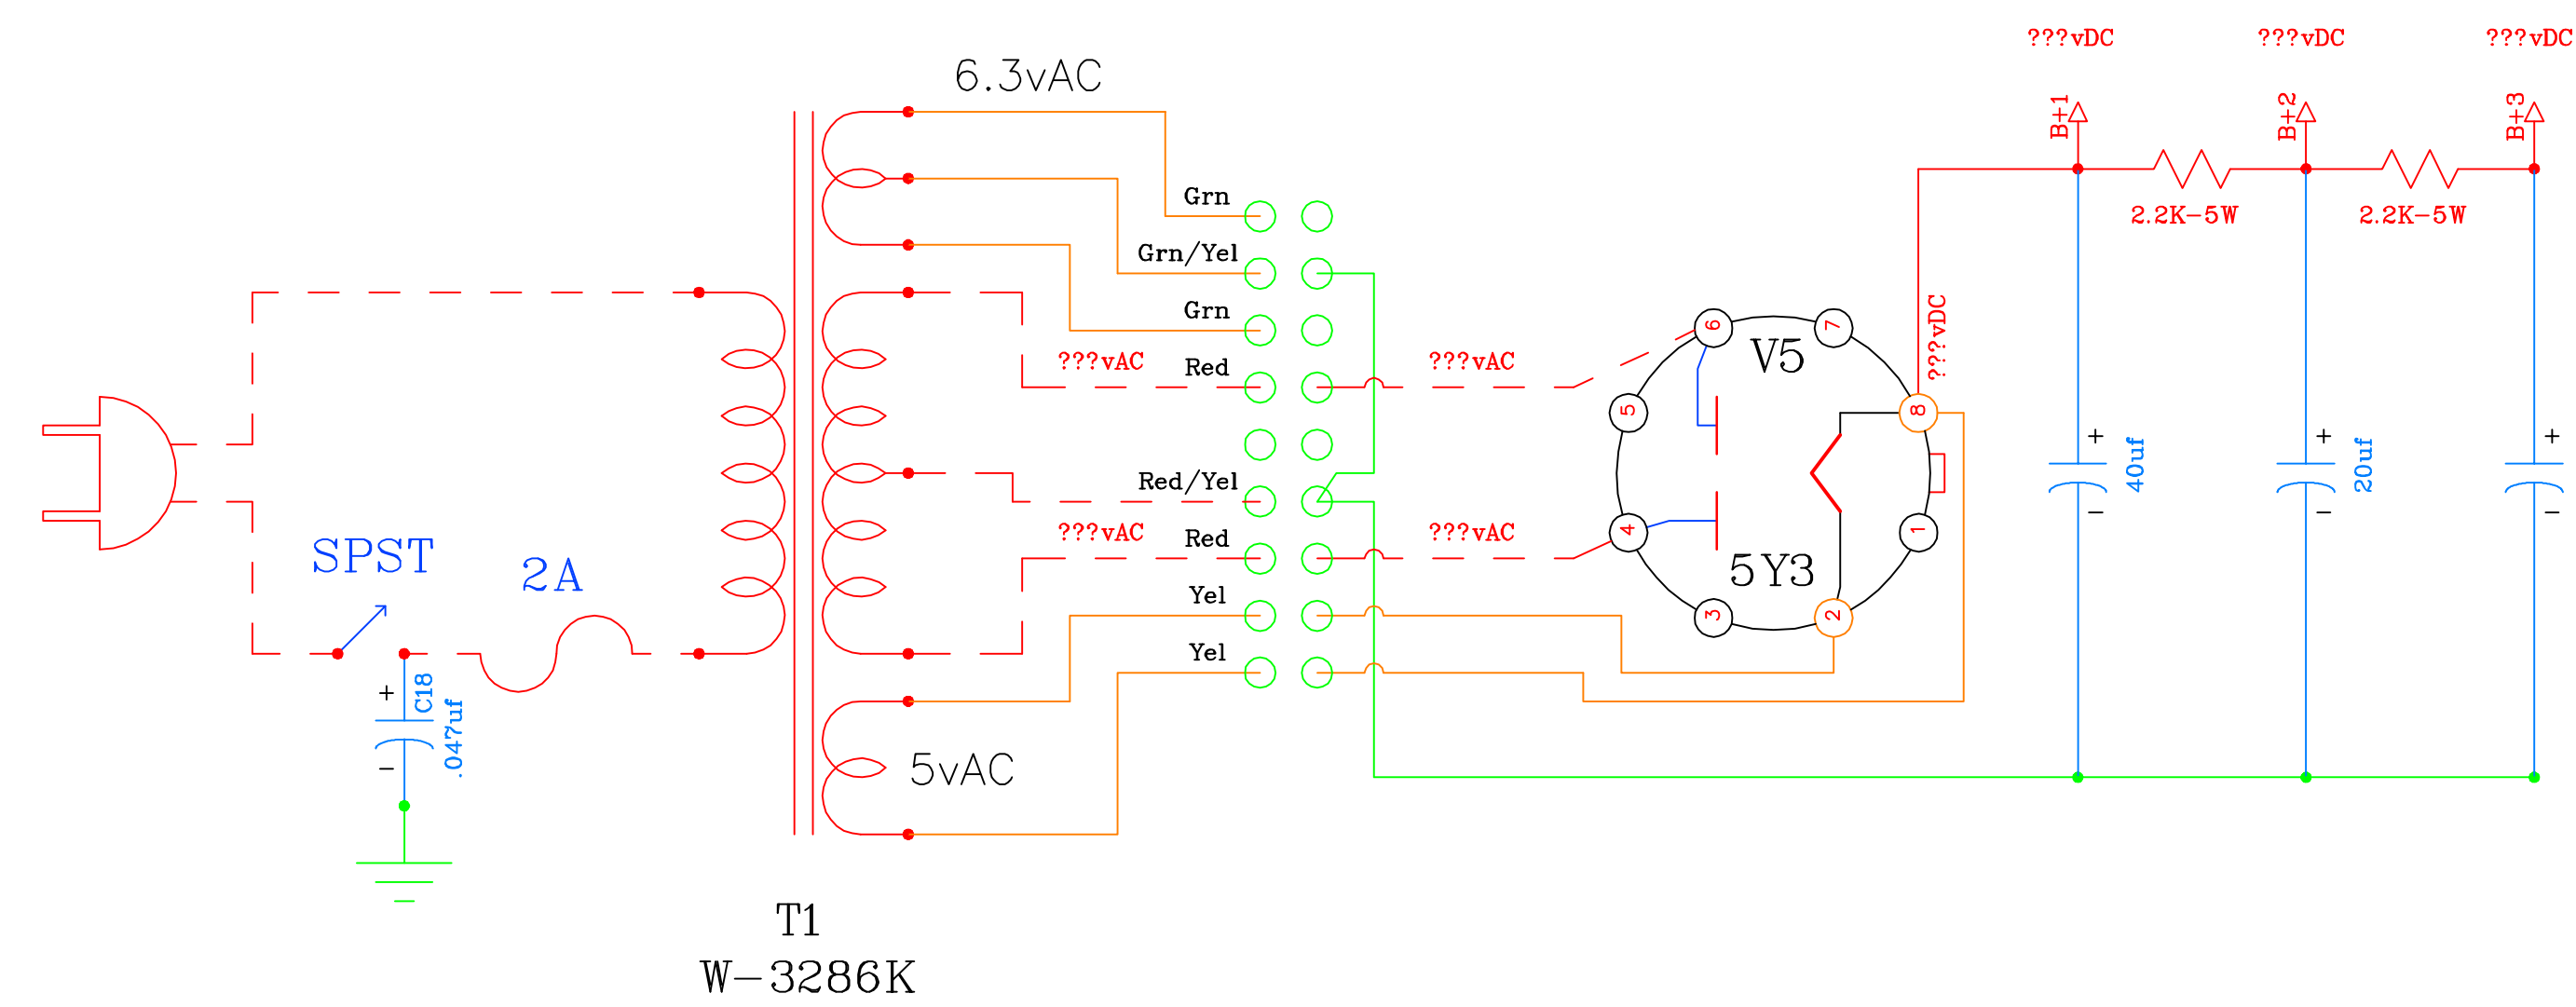 ???vDC
???vDC
???vDC
6.3vAC
B+1
B+2
B+3
Grn
2.2K-5W
2.2K-5W
Grn/Yel
Grn
???vDC
???vAC
Red
???vAC
6
7
V5
5
8
+
40uf
-
+
20uf
-
+
-
Red/Yel
SPST
2A
???vAC
Red
???vAC
4
1
5Y3
Yel
3
2
Yel
+
C18
.047uf
-
5vAC
T1
W-3286K